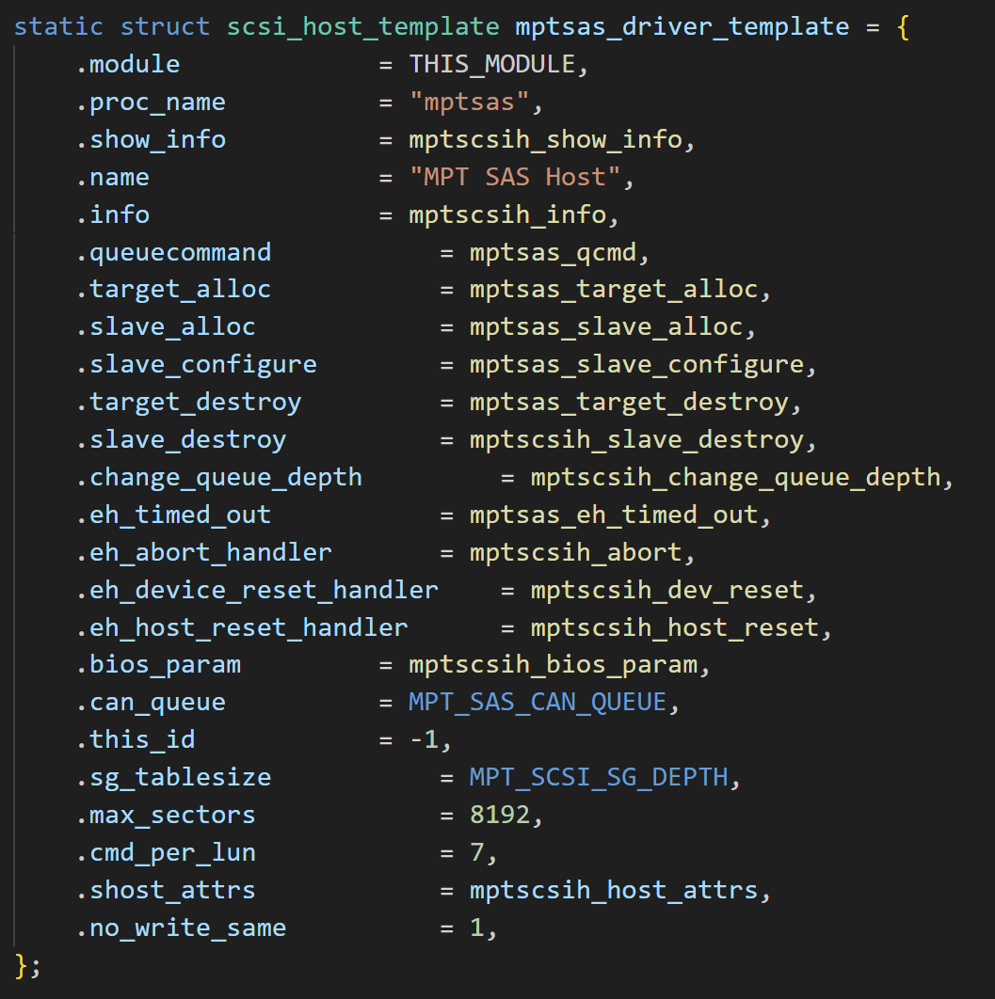 static struct scsi_host_template mptsas_driver_template = {
    .module             = THIS_MODULE,
    .proc_name          = "mptsas",
    .show_info          = mptscsih_show_info,
    .name               = "MPT SAS Host",
    .info               = mptscsih_info,
    .queuecommand           = mptsas_qcmd,
    .target_alloc           = mptsas_target_alloc,
    .slave_alloc            = mptsas_slave_alloc,
    .slave_configure        = mptsas_slave_configure,
    .target_destroy         = mptsas_target_destroy,
    .slave_destroy          = mptscsih_slave_destroy,
    .change_queue_depth         = mptscsih_change_queue_depth,
    .eh_timed_out           = mptsas_eh_timed_out,
    .eh_abort_handler       = mptscsih_abort,
    .eh_device_reset_handler    = mptscsih_dev_reset,
    .eh_host_reset_handler      = mptscsih_host_reset,
    .bios_param         = mptscsih_bios_param,
    .can_queue          = MPT_SAS_CAN_QUEUE,
    .this_id            = -1,
    .sg_tablesize           = MPT_SCSI_SG_DEPTH,
    .max_sectors            = 8192,
    .cmd_per_lun            = 7,
    .shost_attrs            = mptscsih_host_attrs,
    .no_write_same          = 1,
};